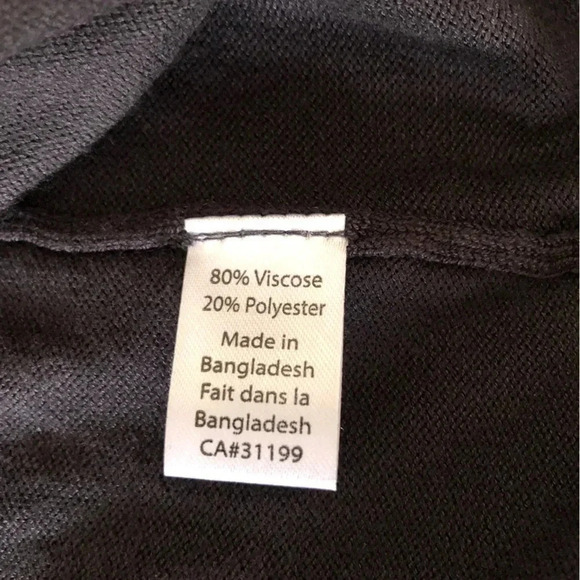 80% Viscose
20% Polyester
Made in
Bangladesh
Fait dans la
Bangladesh
CA#31199